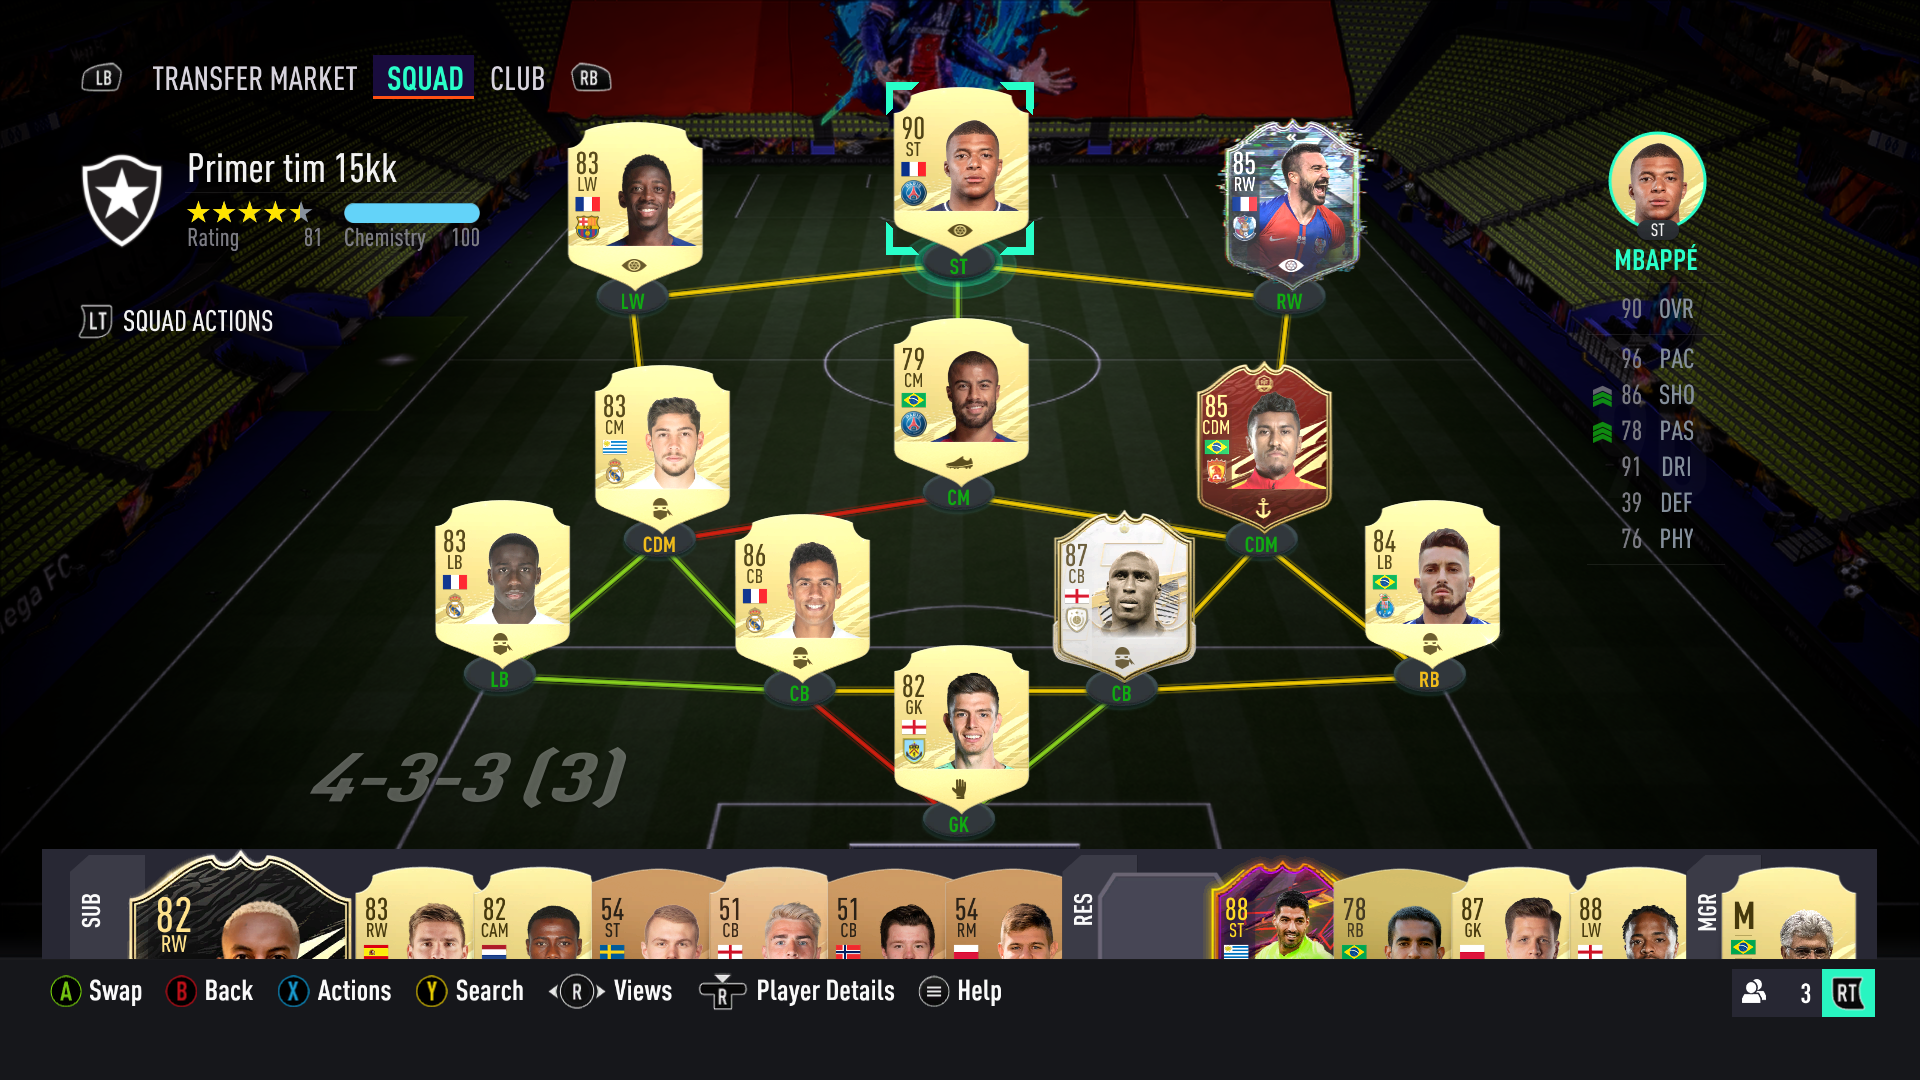 LB TRANSFER MARKET SQUAD CLUB RB
Primer tim 15kk
Rating 81 Chemistry 100
LT SQUAD ACTIONS
83
LW
LW
90
ST
ST
85
RW
RW
ST
MBAPPÉ
90 OVR
96 PAC
86 SHO
78 PAS
91 DRI
39 DEF
76 PHY
83
CM
CDM
79
CM
CM
85
CDM
CDM
83
LB
LB
86
CB
CB
87
CB
CB
84
LB
RB
82
GK
GK
4-3-3 (3)
SUB
82
RW
83
RW
82
CAM
54
ST
51
CB
51
CB
54
RM
RES
88
ST
78
RB
87
GK
88
LW
MGR
M
A Swap B Back X Actions Y Search R Views R Player Details Help
3 RT